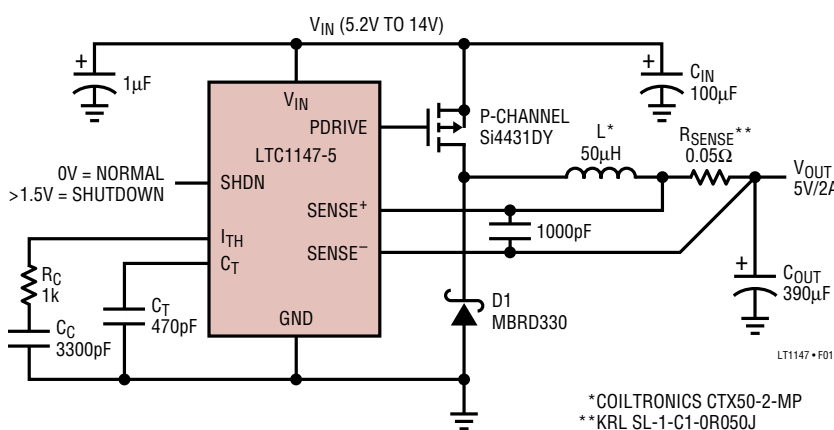 V_IN (5.2V TO 14V)
+
1µF
+
C_IN
100µF
V_IN
PDRIVE
LTC1147-5
P-CHANNEL
Si4431DY
L*
50µH
R_SENSE**
0.05Ω
V_OUT
5V/2A
0V = NORMAL
>1.5V = SHUTDOWN
SHDN
SENSE+
SENSE−
1000pF
I_TH
C_T
R_C
1k
C_C
3300pF
C_T
470pF
GND
D1
MBRD330
+
C_OUT
390µF
LT1147 • F01
*COILTRONICS CTX50-2-MP
**KRL SL-1-C1-0R050J